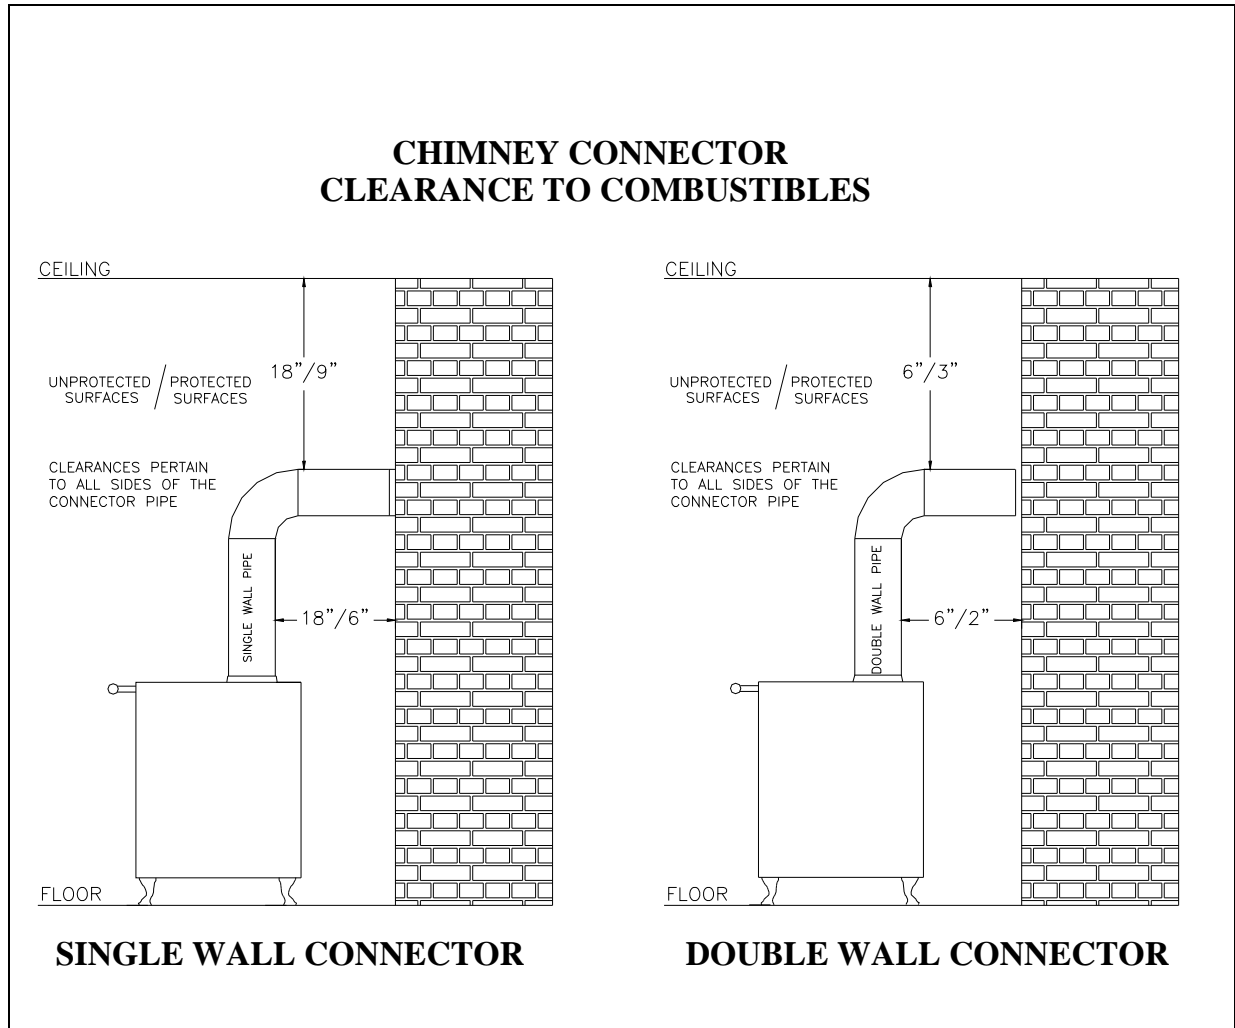 CHIMNEY CONNECTOR
CLEARANCE TO COMBUSTIBLES
CEILING
UNPROTECTED / PROTECTED
SURFACES SURFACES
18"/9"
CLEARANCES PERTAIN
TO ALL SIDES OF THE
CONNECTOR PIPE
SINGLE WALL PIPE
18"/6"
FLOOR
SINGLE WALL CONNECTOR
CEILING
UNPROTECTED / PROTECTED
SURFACES SURFACES
6"/3"
CLEARANCES PERTAIN
TO ALL SIDES OF THE
CONNECTOR PIPE
DOUBLE WALL PIPE
6"/2"
FLOOR
DOUBLE WALL CONNECTOR